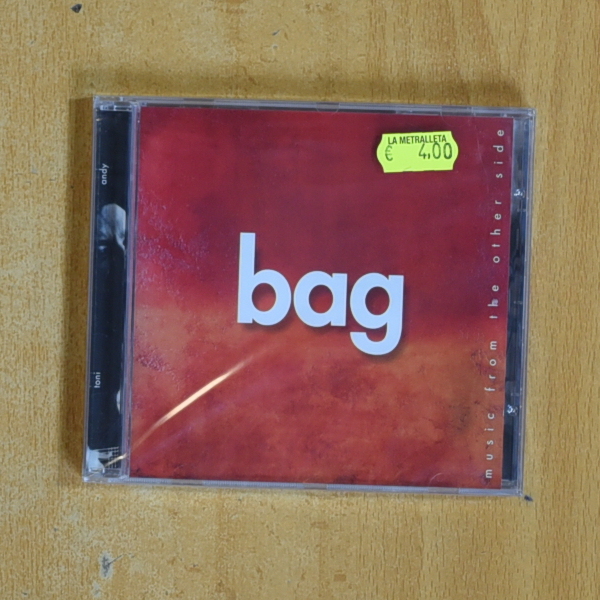 LA METRALLETA
€ 4,00
bag
music from the other side
andy
toni